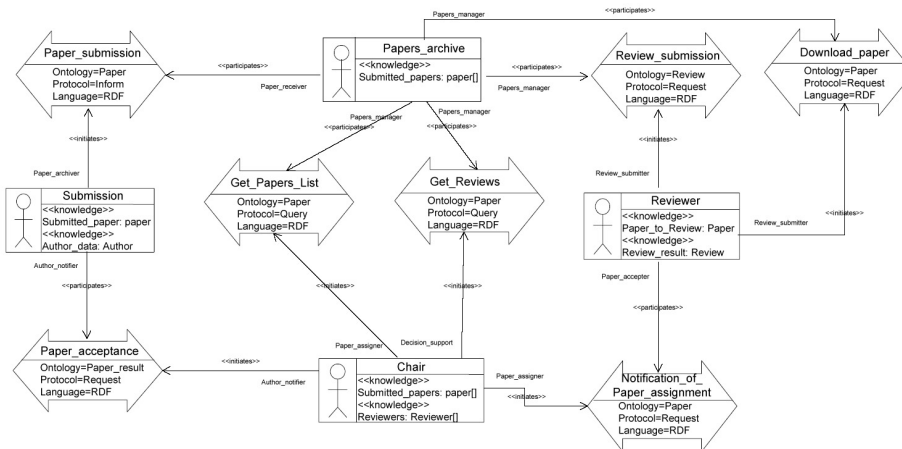 Papers_manager
<<participates>>
Paper_submission
Ontology=Paper
Protocol=Inform
Language=RDF
<<participates>>
Paper_receiver
Papers_archive
<<knowledge>>
Submitted_papers: paper[]
<<participates>>
Papers_manager
Review_submission
Ontology=Review
Protocol=Request
Language=RDF
Download_paper
Ontology=Paper
Protocol=Request
Language=RDF
Papers_manager
<<participates>>
Papers_manager
<<participates>>
<<initiates>>
Paper_archiver
<<initiates>>
Review_submitter
Get_Papers_List
Ontology=Paper
Protocol=Query
Language=RDF
Get_Reviews
Ontology=Paper
Protocol=Query
Language=RDF
Submission
<<knowledge>>
Submitted_paper: paper
<<knowledge>>
Author_data: Author
Reviewer
<<knowledge>>
Paper_to_Review: Paper
<<knowledge>>
Review_result: Review
Review_submitter
<<initiates>>
Author_notifier
<<participates>>
<<initiates>>
<<initiates>>
Paper_accepter
<<participates>>
Paper_assigner
Decision_support
Paper_acceptance
Ontology=Paper_result
Protocol=Request
Language=RDF
<<initiates>>
Author_notifier
Chair
<<knowledge>>
Submitted_papers: paper[]
<<knowledge>>
Reviewers: Reviewer[]
Paper_assigner
<<initiates>>
Notification_of_
Paper_assignment
Ontology=Paper
Protocol=Request
Language=RDF